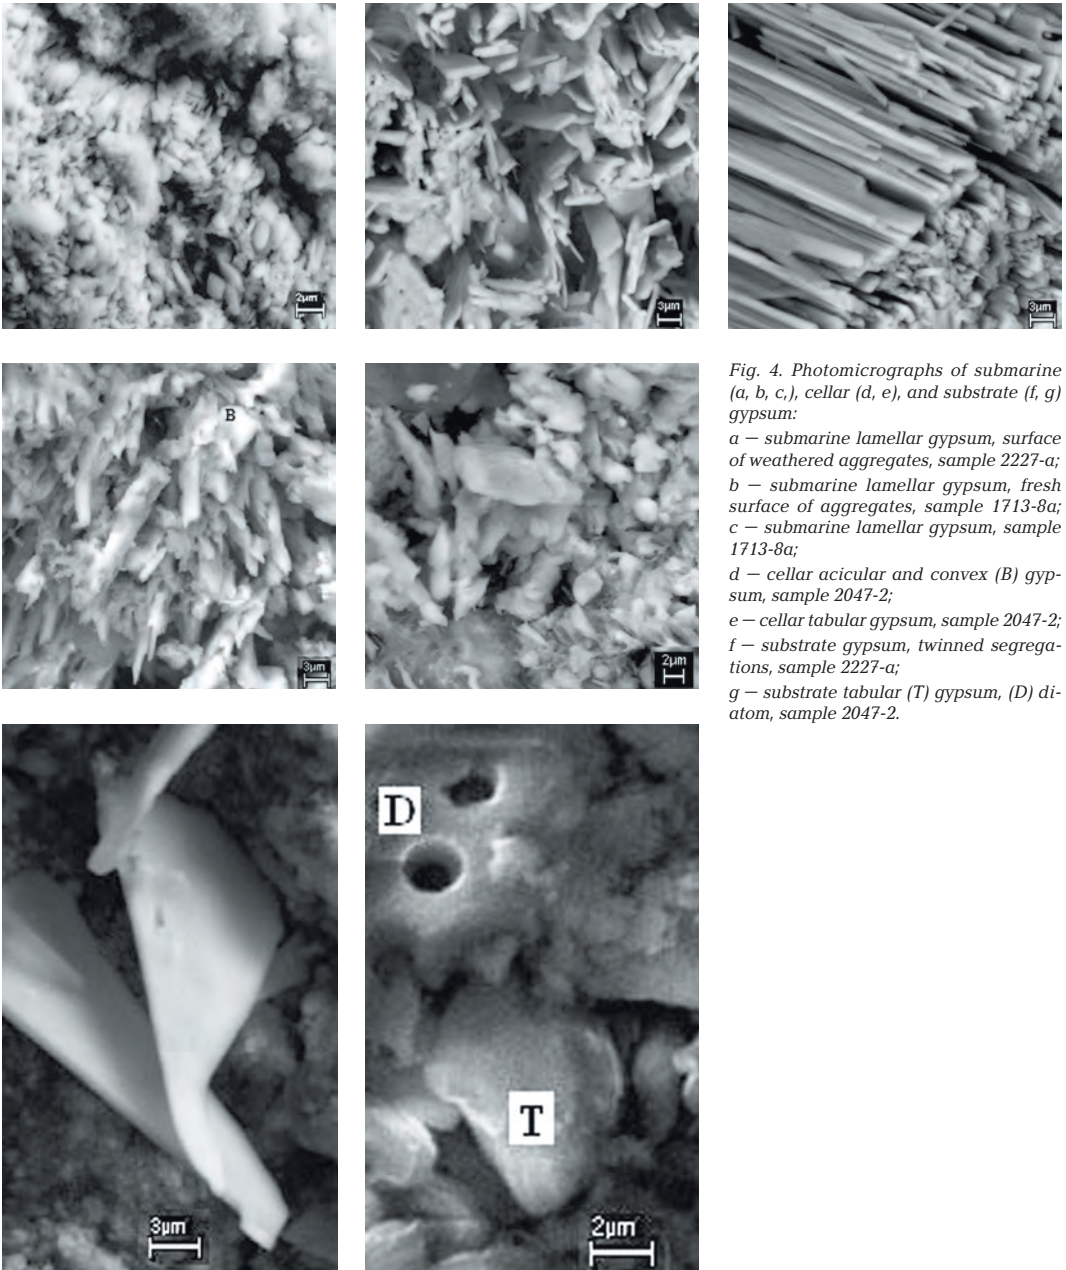 2µm
3µm
3µm
B
3µm
2µm
Fig. 4. Photomicrographs of submarine
(a, b, c,), cellar (d, e), and substrate (f, g)
gypsum:
a — submarine lamellar gypsum, surface
of weathered aggregates, sample 2227-a;
b — submarine lamellar gypsum, fresh
surface of aggregates, sample 1713-8a;
c — submarine lamellar gypsum, sample
1713-8a;
d — cellar acicular and convex (B) gyp-
sum, sample 2047-2;
e — cellar tabular gypsum, sample 2047-2;
f — substrate gypsum, twinned segrega-
tions, sample 2227-a;
g — substrate tabular (T) gypsum, (D) di-
atom, sample 2047-2.
3µm
D
T
2µm